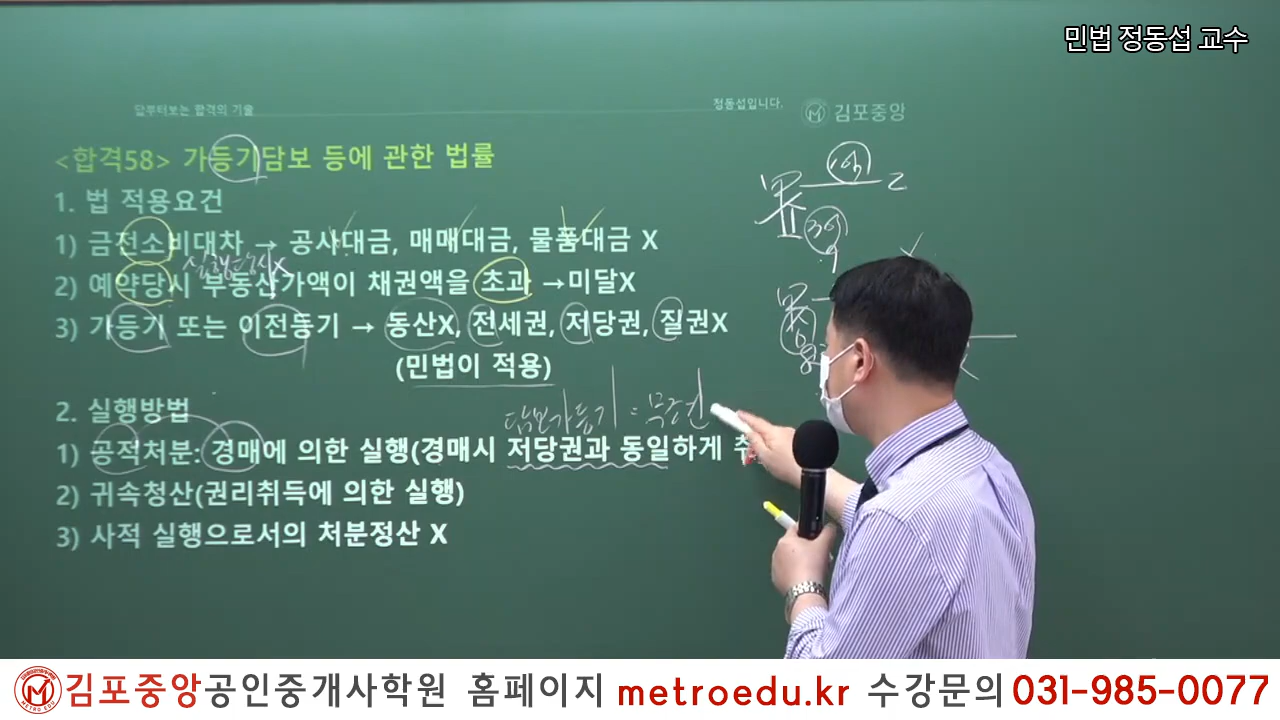 민법 정동섭 교수
답부터보는 합격의 기술
정동섭입니다.
김포중앙
<합격58> 가등기담보 등에 관한 법률
1. 법 적용요건
1) 금전소비대차 → 공사대금, 매매대금, 물품대금 X
실행당시X
2) 예약당시 부동산가액이 채권액을 초과 →미달X
3) 가등기 또는 이전등기 → 동산X, 전세권, 저당권, 질권X
(민법이 적용)
2. 실행방법
담보가등기 =
1) 공적처분: 경매에 의한 실행(경매시 저당권과 동일하게
2) 귀속청산(권리취득에 의한 실행)
3) 사적 실행으로서의 처분정산 X
METRO EDU
김포중앙공인중개사학원 홈페이지 metroedu.kr 수강문의 031-985-0077